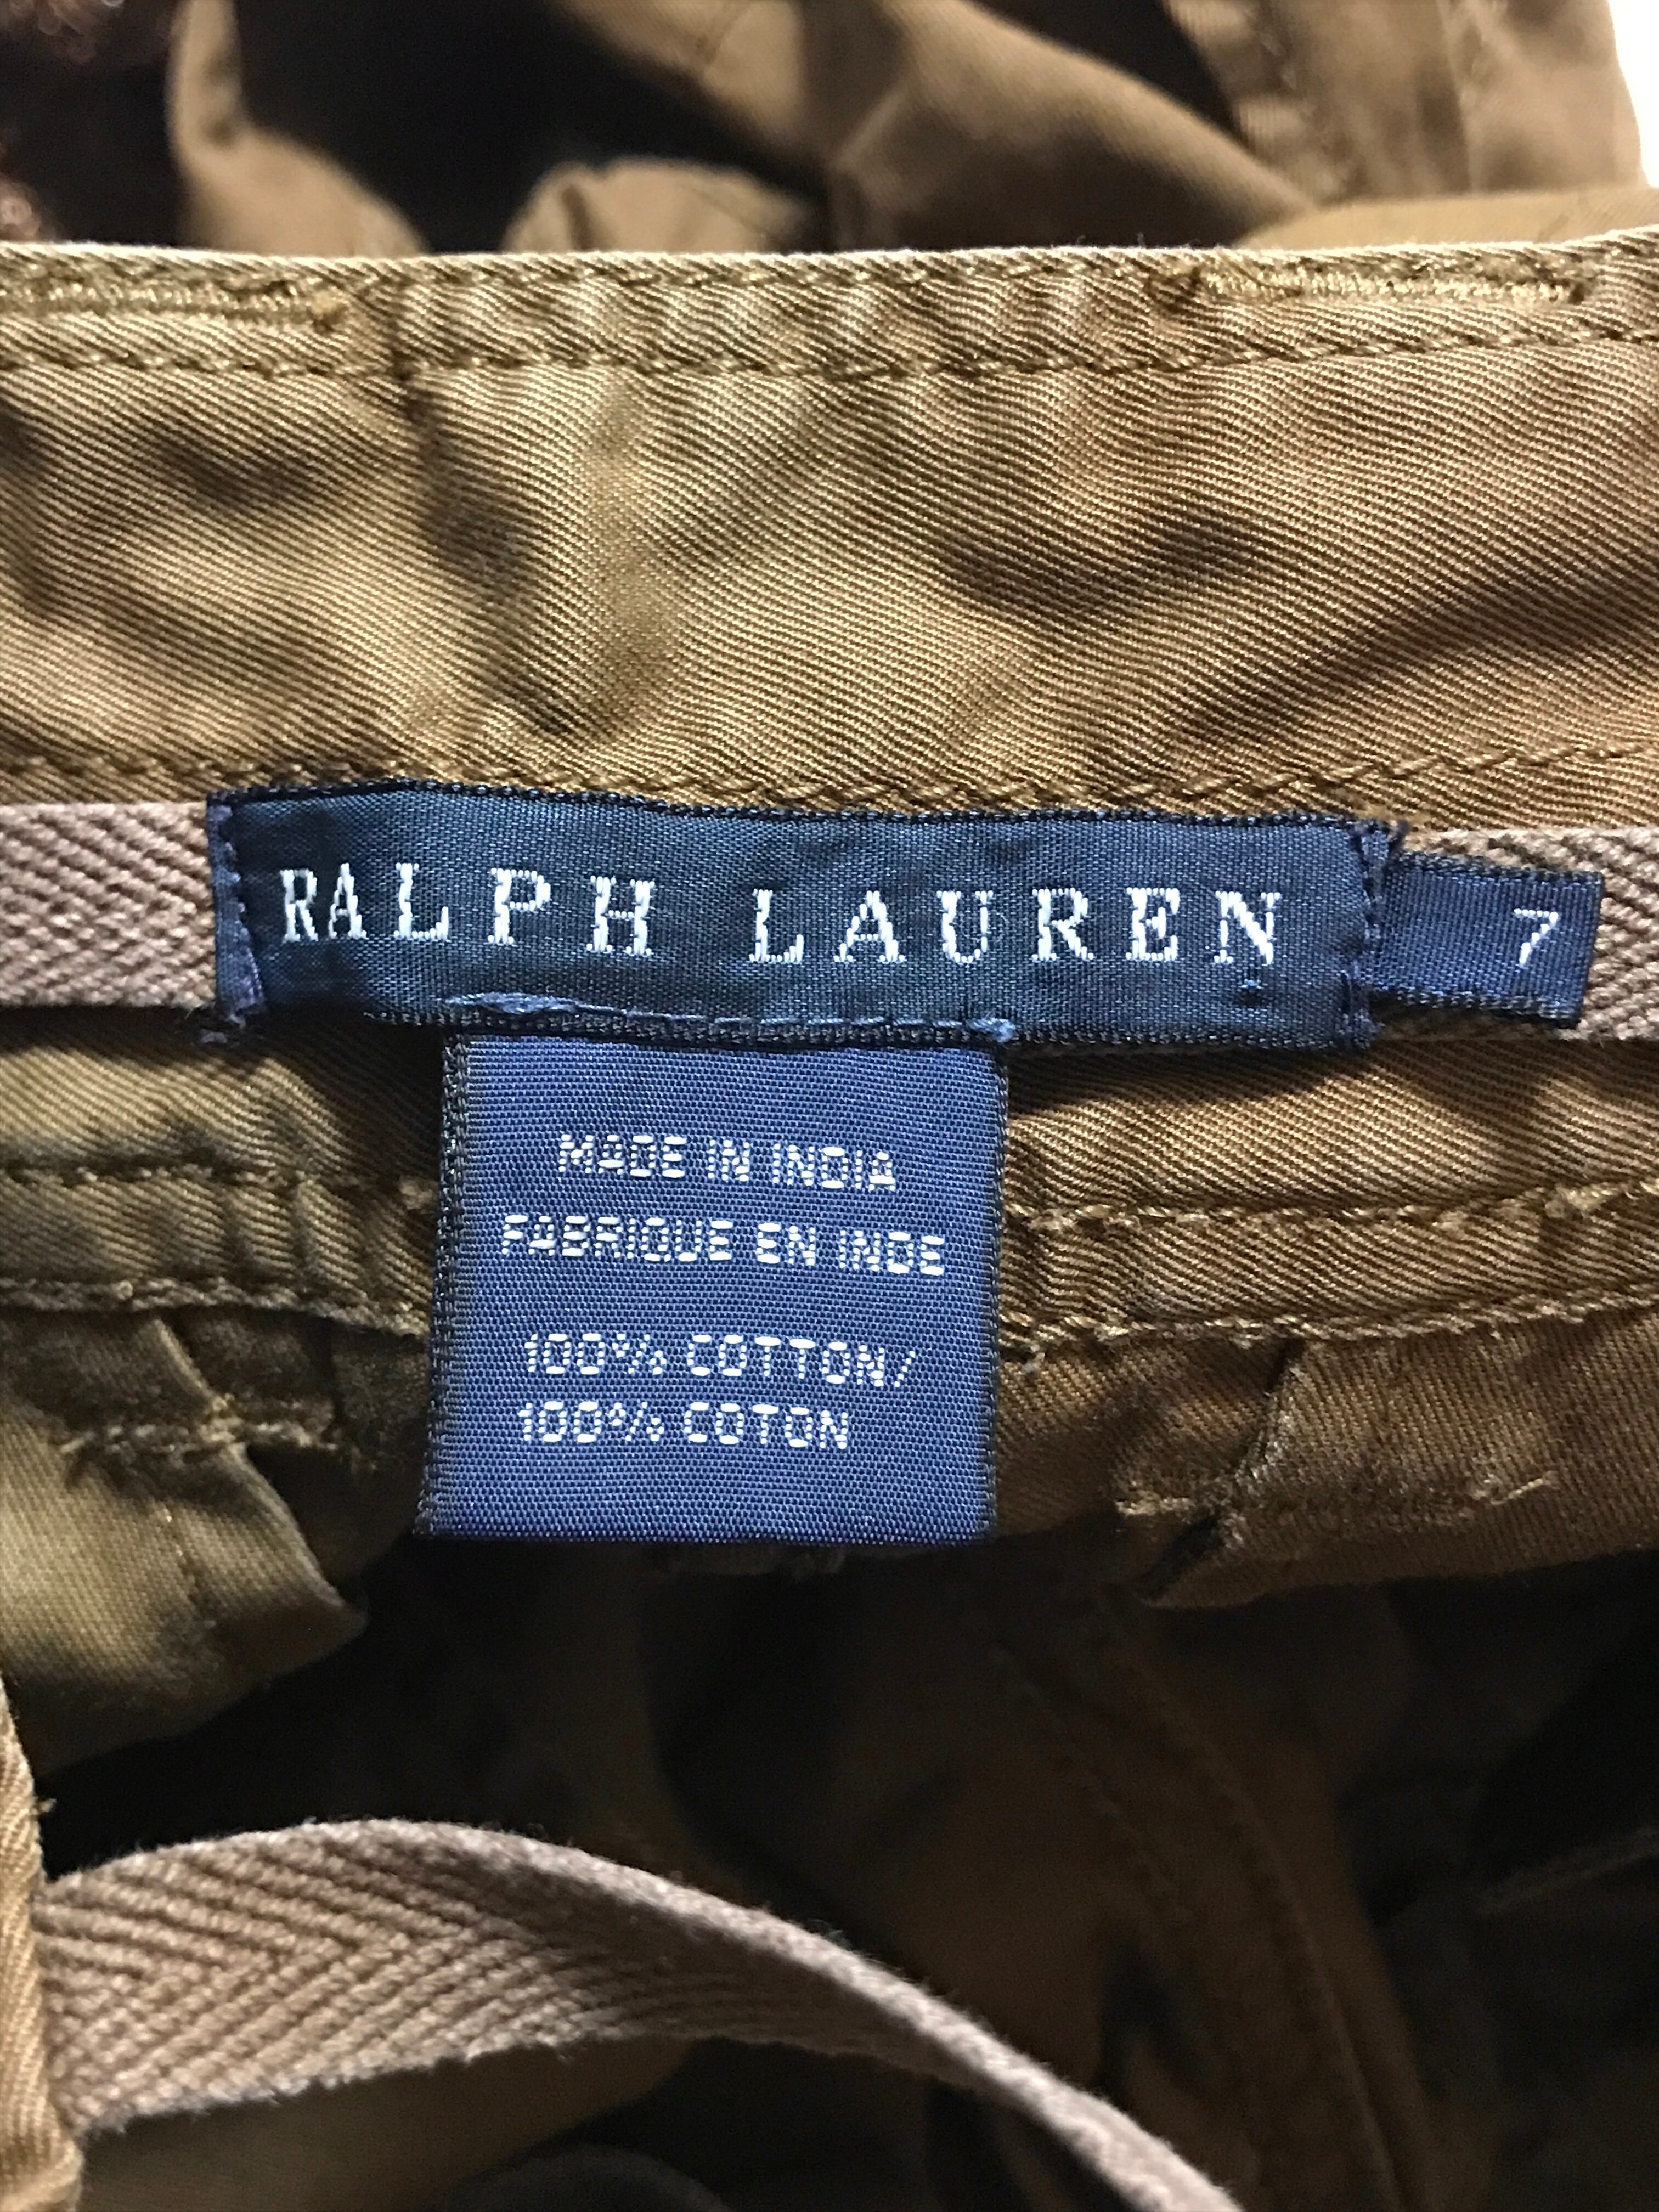 RALPH LAUREN 7
MADE IN INDIA
FABRIQUE EN INDE
100% COTTON/
100% COTON